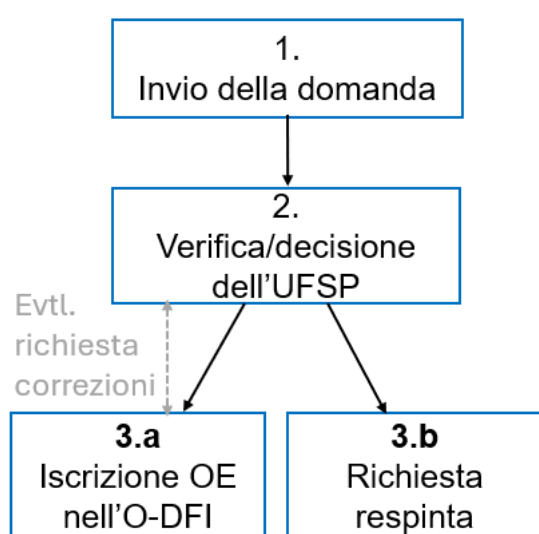 1.
Invio della domanda
2.
Verifica/decisione
dell'UFSP
Evtl.
richiesta
correzioni
3.a
Iscrizione OE
nell'O-DFI
3.b
Richiesta
respinta